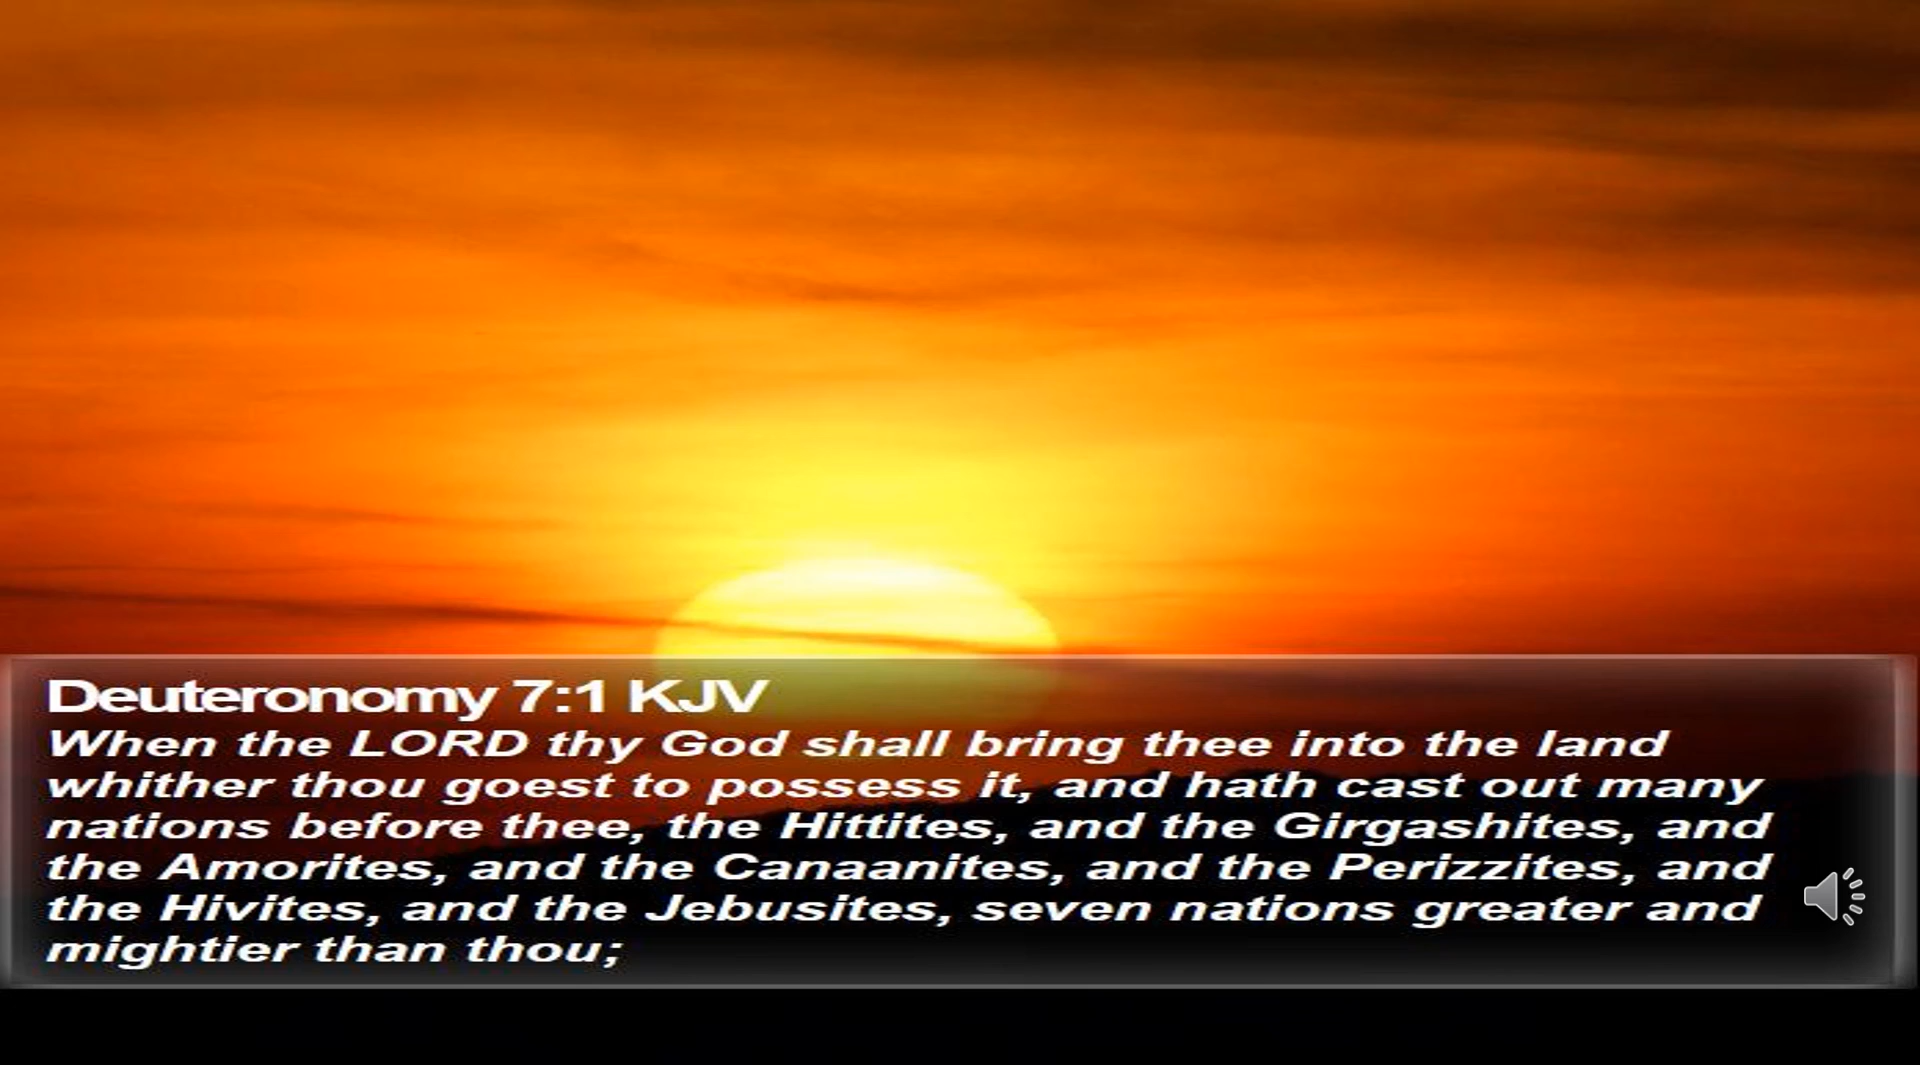 Deuteronomy 7:1 KJV
When the LORD thy God shall bring thee into the land
whither thou goest to possess it, and hath cast out many
nations before thee, the Hittites, and the Girgashites, and
the Amorites, and the Canaanites, and the Perizzites, and
the Hivites, and the Jebusites, seven nations greater and
mightier than thou;